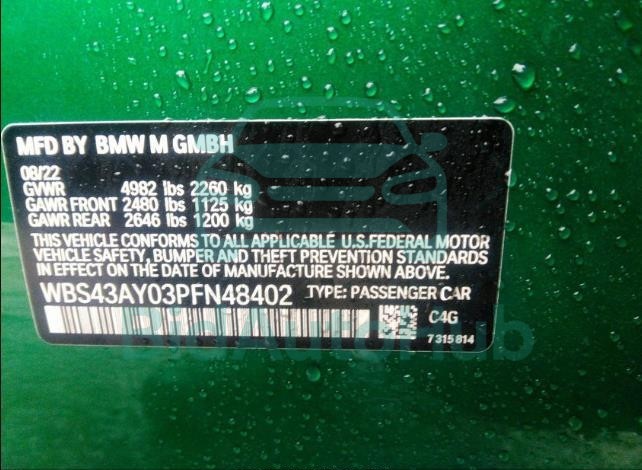 MFD BY BMW M GMBH
08/22
GVWR 4982 lbs 2260 kg
GAWR FRONT 2480 lbs 1125 kg
GAWR REAR 2646 lbs 1200 kg
THIS VEHICLE CONFORMS TO ALL APPLICABLE U.S.FEDERAL MOTOR
VEHICLE SAFETY, BUMPER AND THEFT PREVENTION STANDARDS
IN EFFECT ON THE DATE OF MANUFACTURE SHOWN ABOVE.
WBS43AY03PFN48402 TYPE: PASSENGER CAR
C4G
7315814
BidAutoHub